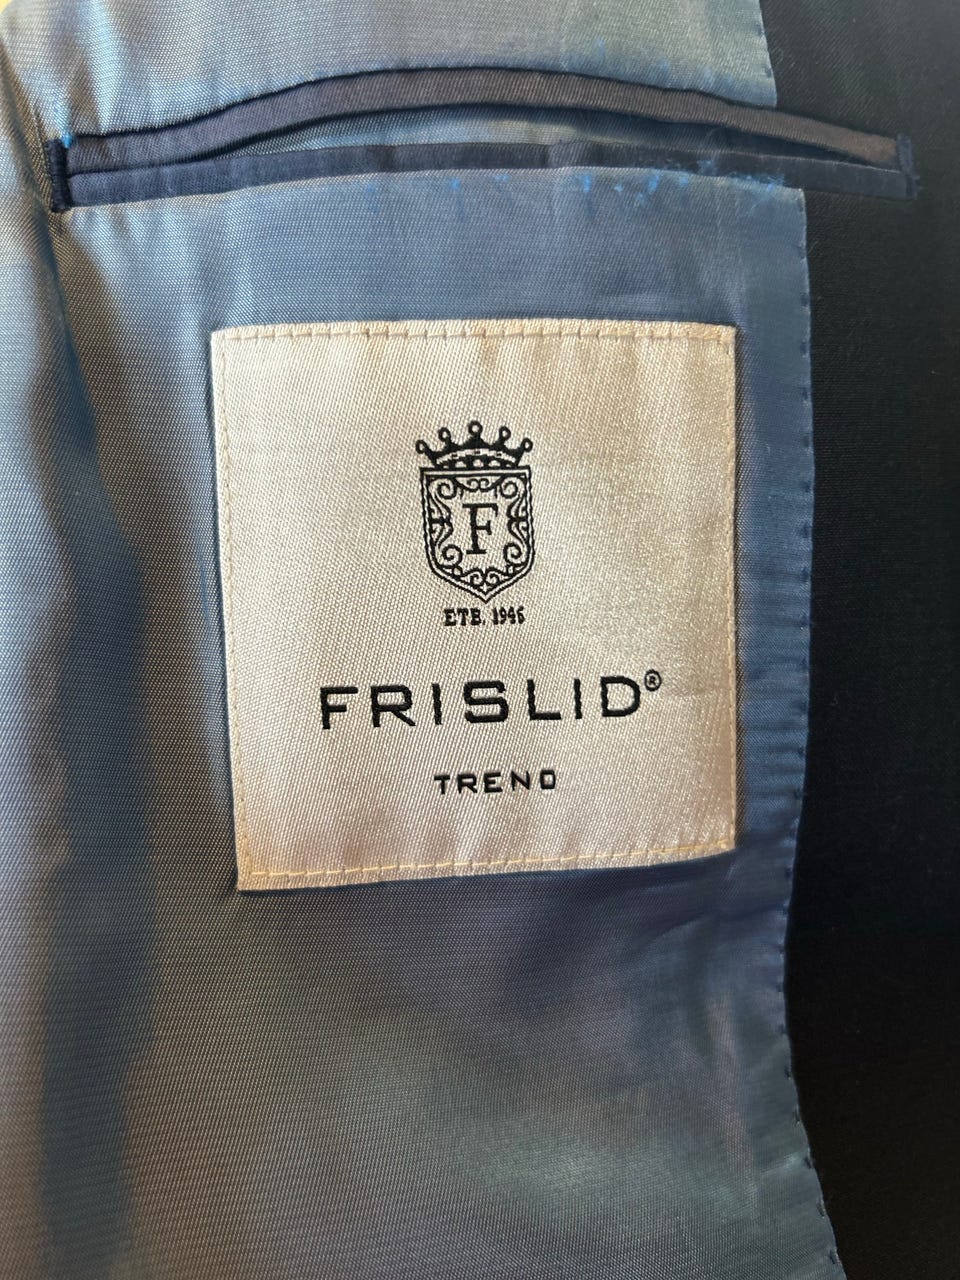 F
ETB. 1946
FRISLID®
TREND